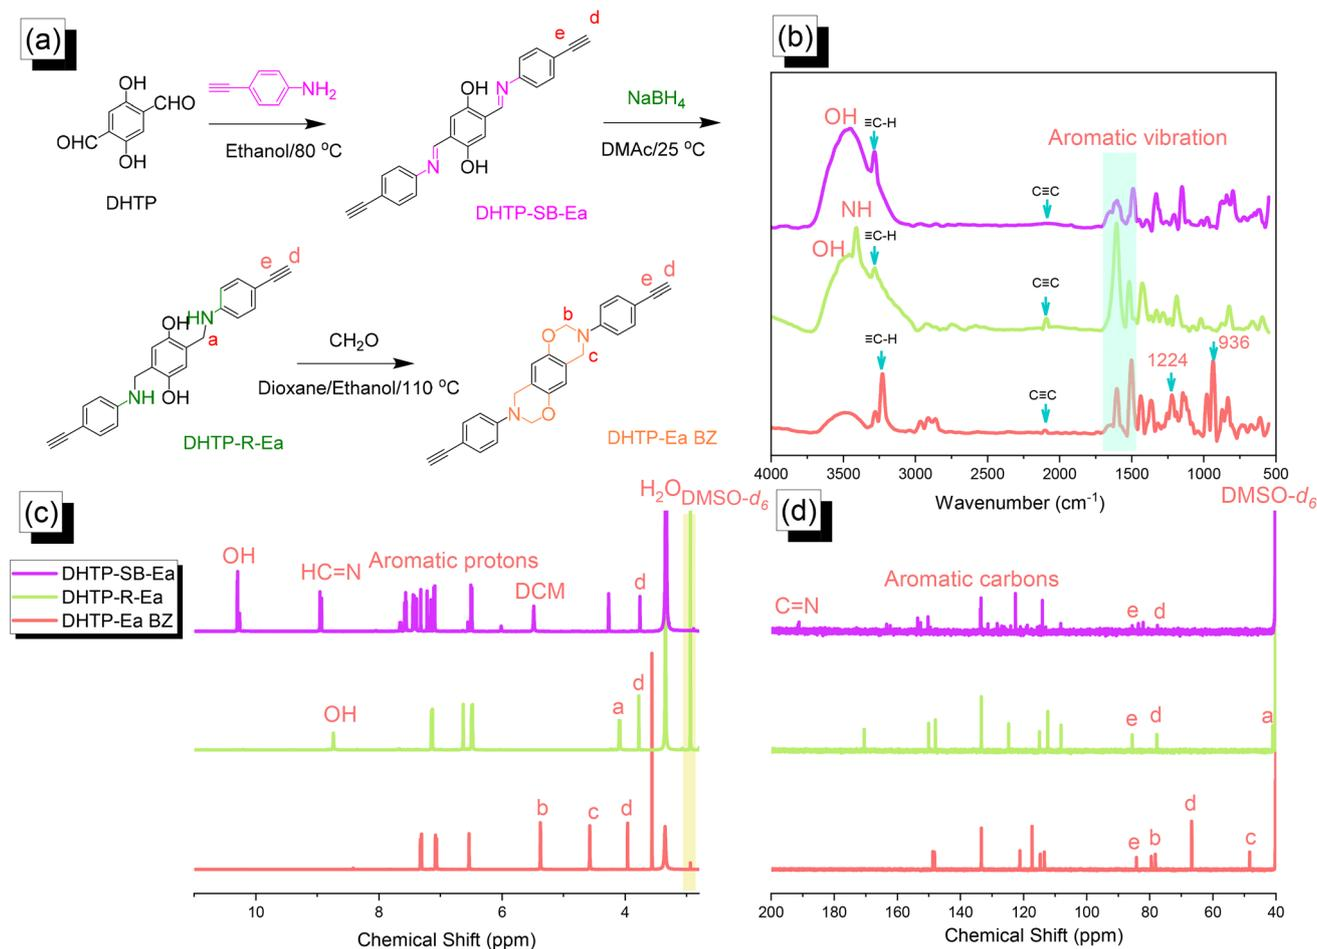 (a)
d
e
OH
CHO
OHC
OH
DHTP
NH2
Ethanol/80 °C
OH
N
N
OH
DHTP-SB-Ea
NaBH4
DMAc/25 °C
e d
HN
OH
a
NH
OH
DHTP-R-Ea
CH2O
Dioxane/Ethanol/110 °C
e d
b
O
N
c
N
O
DHTP-Ea BZ
(b)
OH
≡C-H
Aromatic vibration
C≡C
NH
OH
≡C-H
C≡C
≡C-H
1224
936
C≡C
4000 3500 3000 2500 2000 1500 1000 500
Wavenumber (cm-1)
(c)
H2O
DMSO-d6
DHTP-SB-Ea
DHTP-R-Ea
DHTP-Ea BZ
OH
HC=N
Aromatic protons
DCM
d
OH
a
d
b
c
d
10 8 6 4
Chemical Shift (ppm)
(d)
DMSO-d6
Aromatic carbons
C=N
e
d
e
d
a
e
b
d
c
200 180 160 140 120 100 80 60 40
Chemical Shift (ppm)